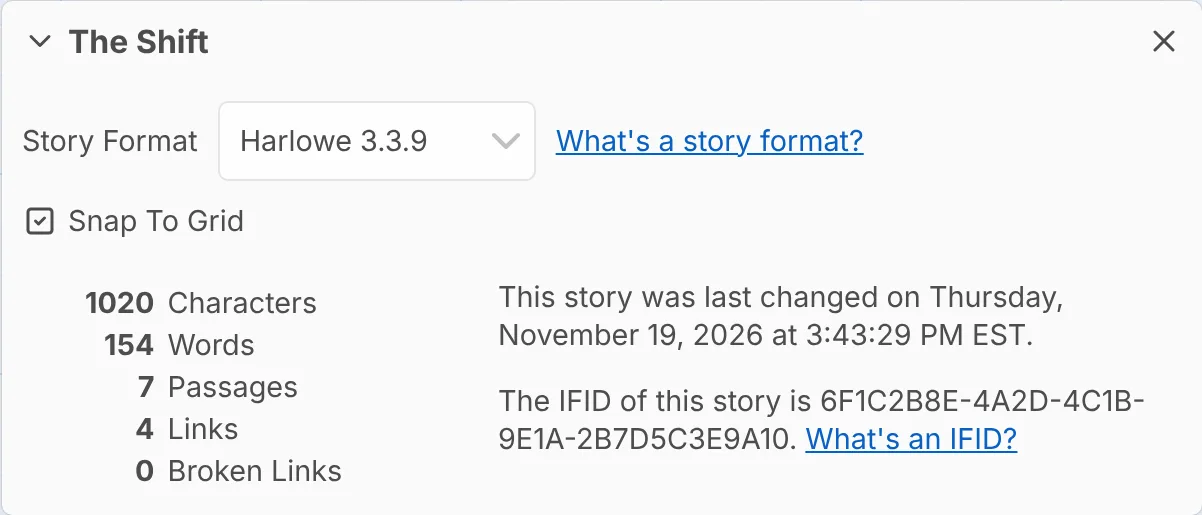 The Shift
Story Format Harlowe 3.3.9 What's a story format?
Snap To Grid
1020 Characters
154 Words
7 Passages
4 Links
0 Broken Links
This story was last changed on Thursday,
November 19, 2026 at 3:43:29 PM EST.
The IFID of this story is 6F1C2B8E-4A2D-4C1B-
9E1A-2B7D5C3E9A10. What's an IFID?